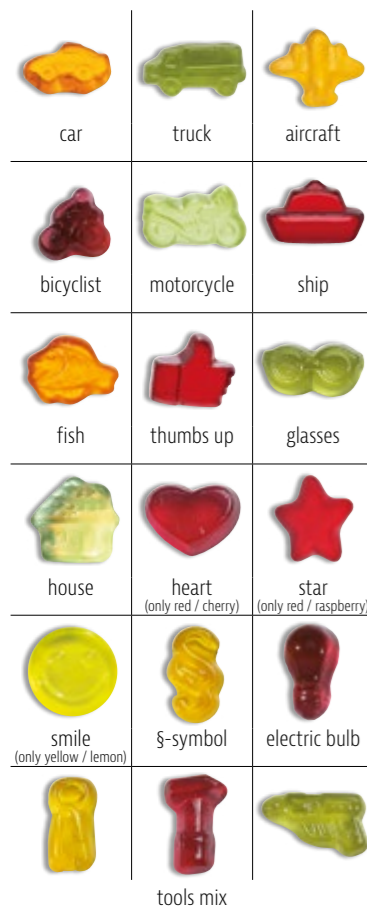 car
truck
aircraft
bicyclist
motorcycle
ship
fish
thumbs up
glasses
house
heart
(only red / cherry)
star
(only red / raspberry)
smile
(only yellow / lemon)
§-symbol
electric bulb
tools mix